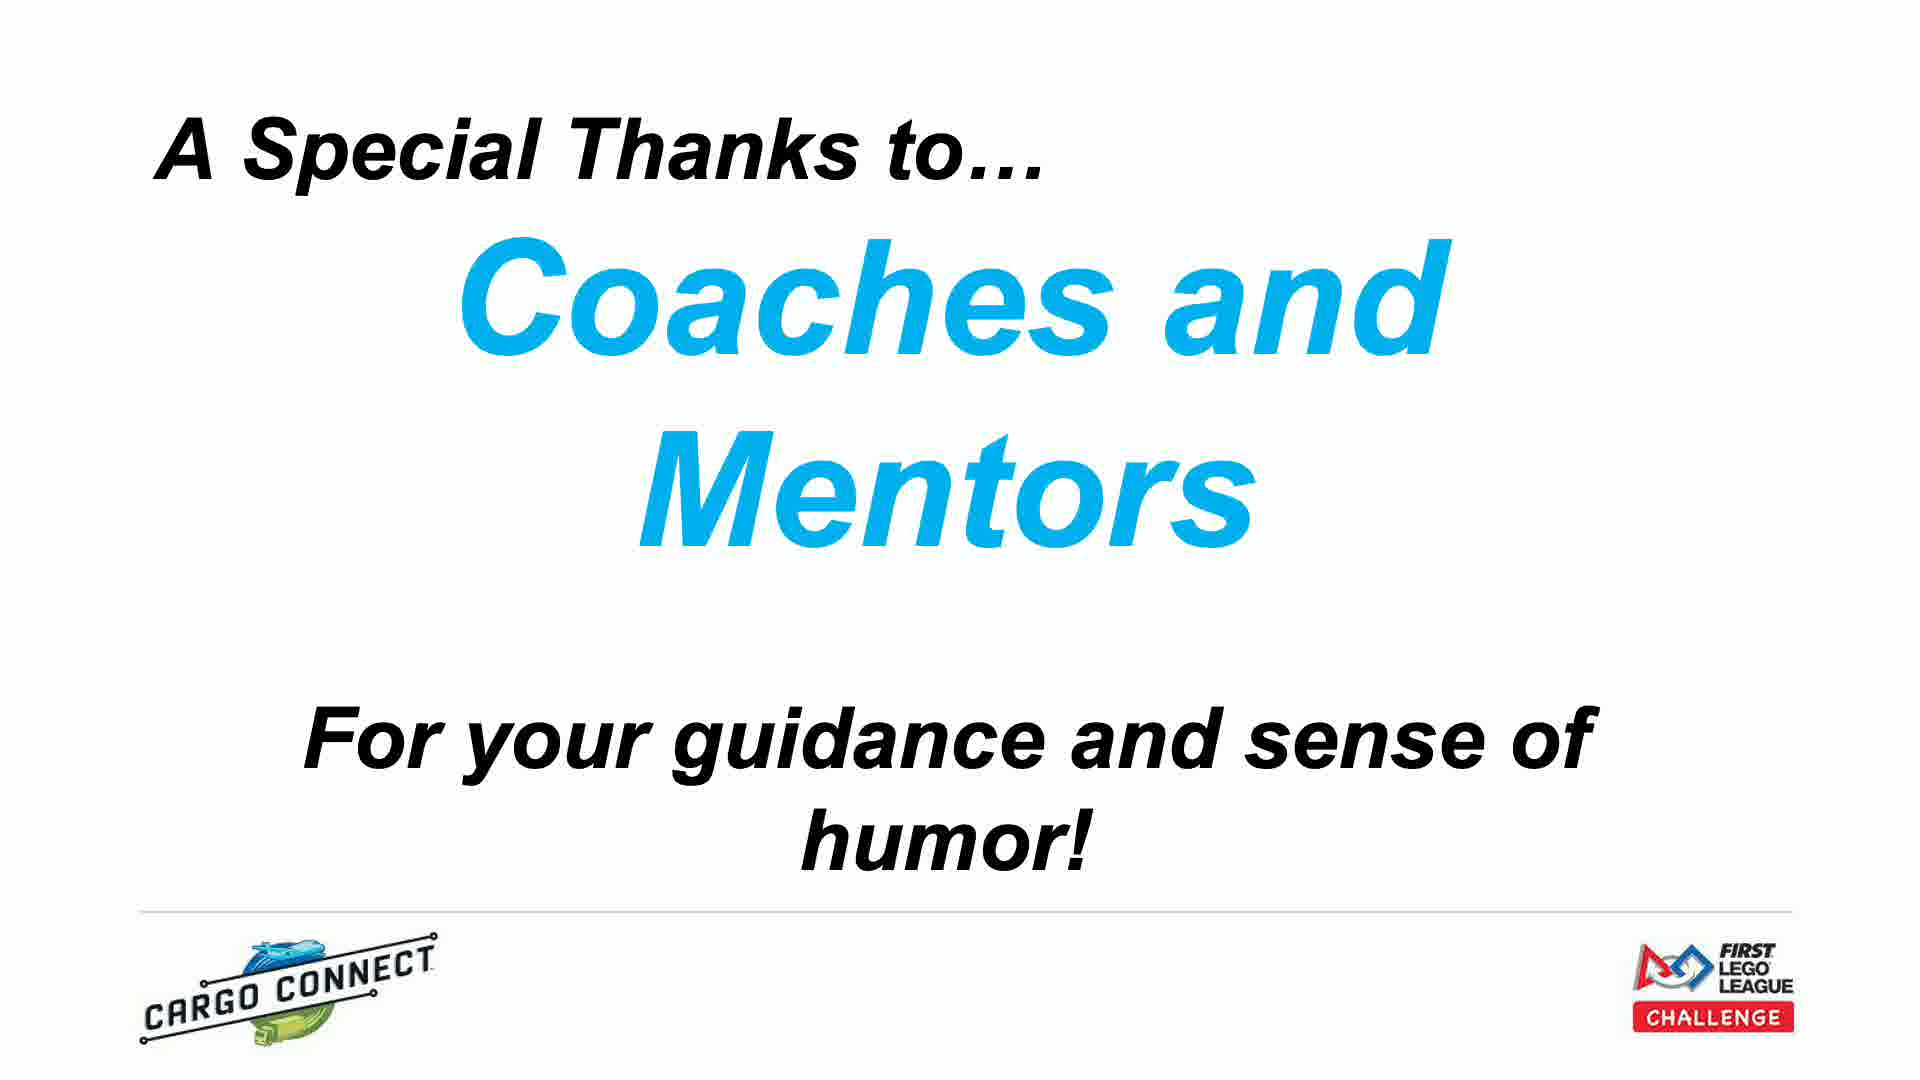 A Special Thanks to…
Coaches and
Mentors
For your guidance and sense of
humor!
CARGO CONNECT
FIRST
LEGO
LEAGUE
CHALLENGE